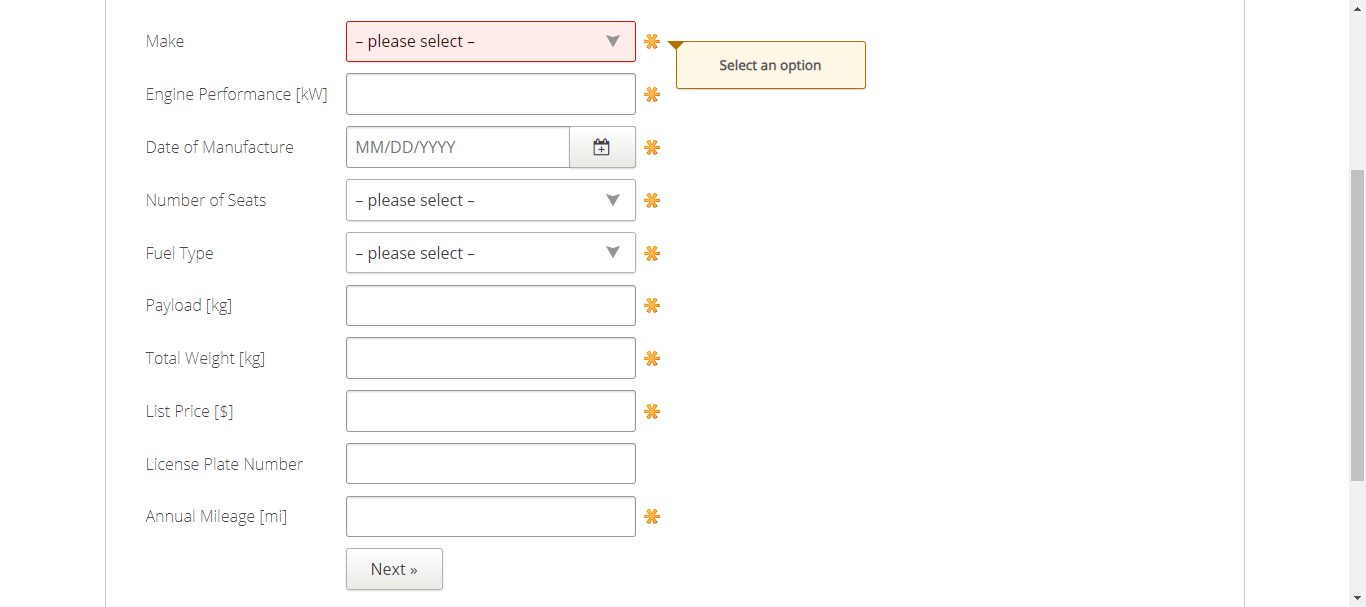 Make
– please select –
Select an option
Engine Performance [kW]
Date of Manufacture
MM/DD/YYYY
Number of Seats
– please select –
Fuel Type
– please select –
Payload [kg]
Total Weight [kg]
List Price [$]
License Plate Number
Annual Mileage [mi]
Next »